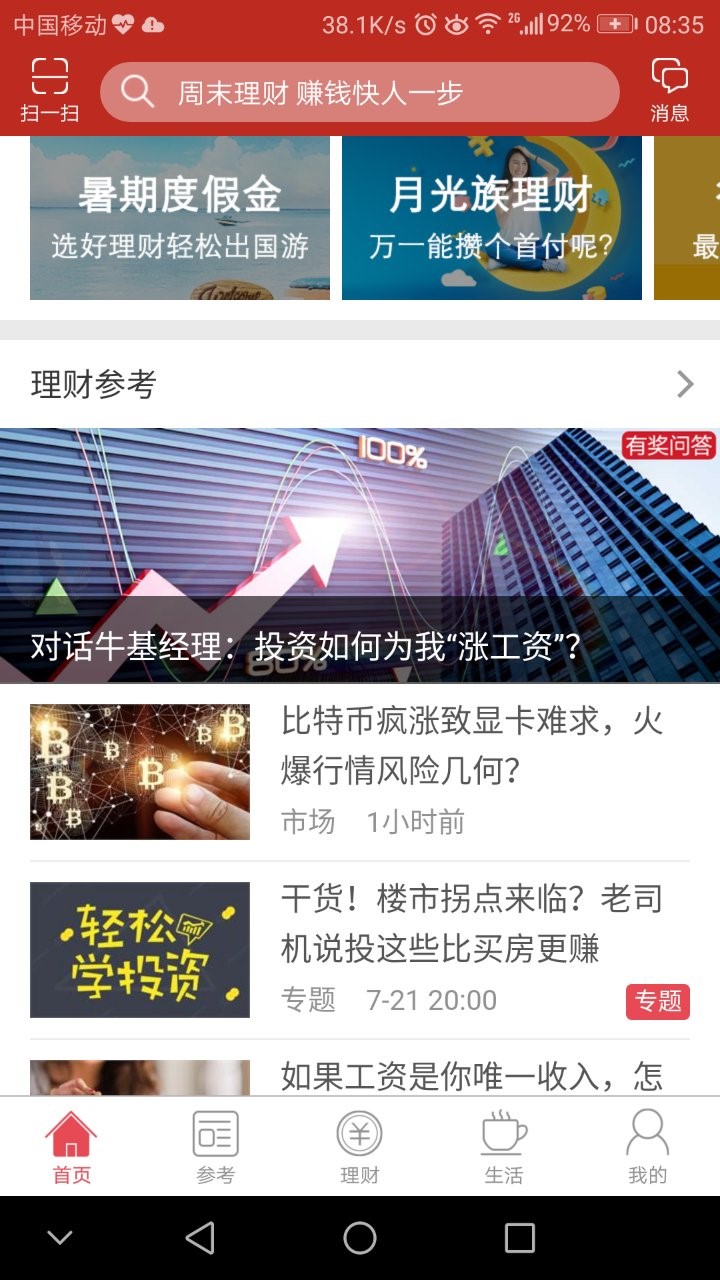 中国移动 38.1K/s 2G 92% 08:35
扫一扫 周末理财 赚钱快人一步 消息
暑期度假金 月光族理财
选好理财轻松出国游 万一能攒个首付呢? 最
理财参考
100% 有奖问答
对话牛基经理：投资如何为我“涨工资”？
比特币疯涨致显卡难求，火
爆行情风险几何？
市场 1小时前
轻松
学投资
干货！楼市拐点来临？老司
机说投这些比买房更赚
专题 7-21 20:00 专题
如果工资是你唯一收入，怎
首页 参考 理财 生活 我的